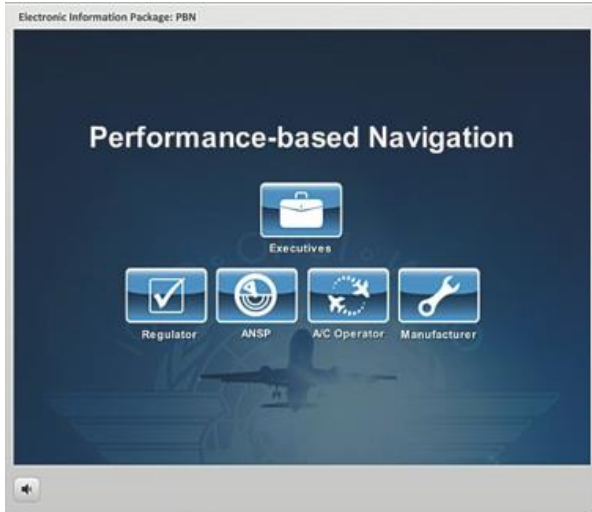 Electronic Information Package: PBN
Performance-based Navigation
Executives
Regulator ANSP A/C Operator Manufacturer